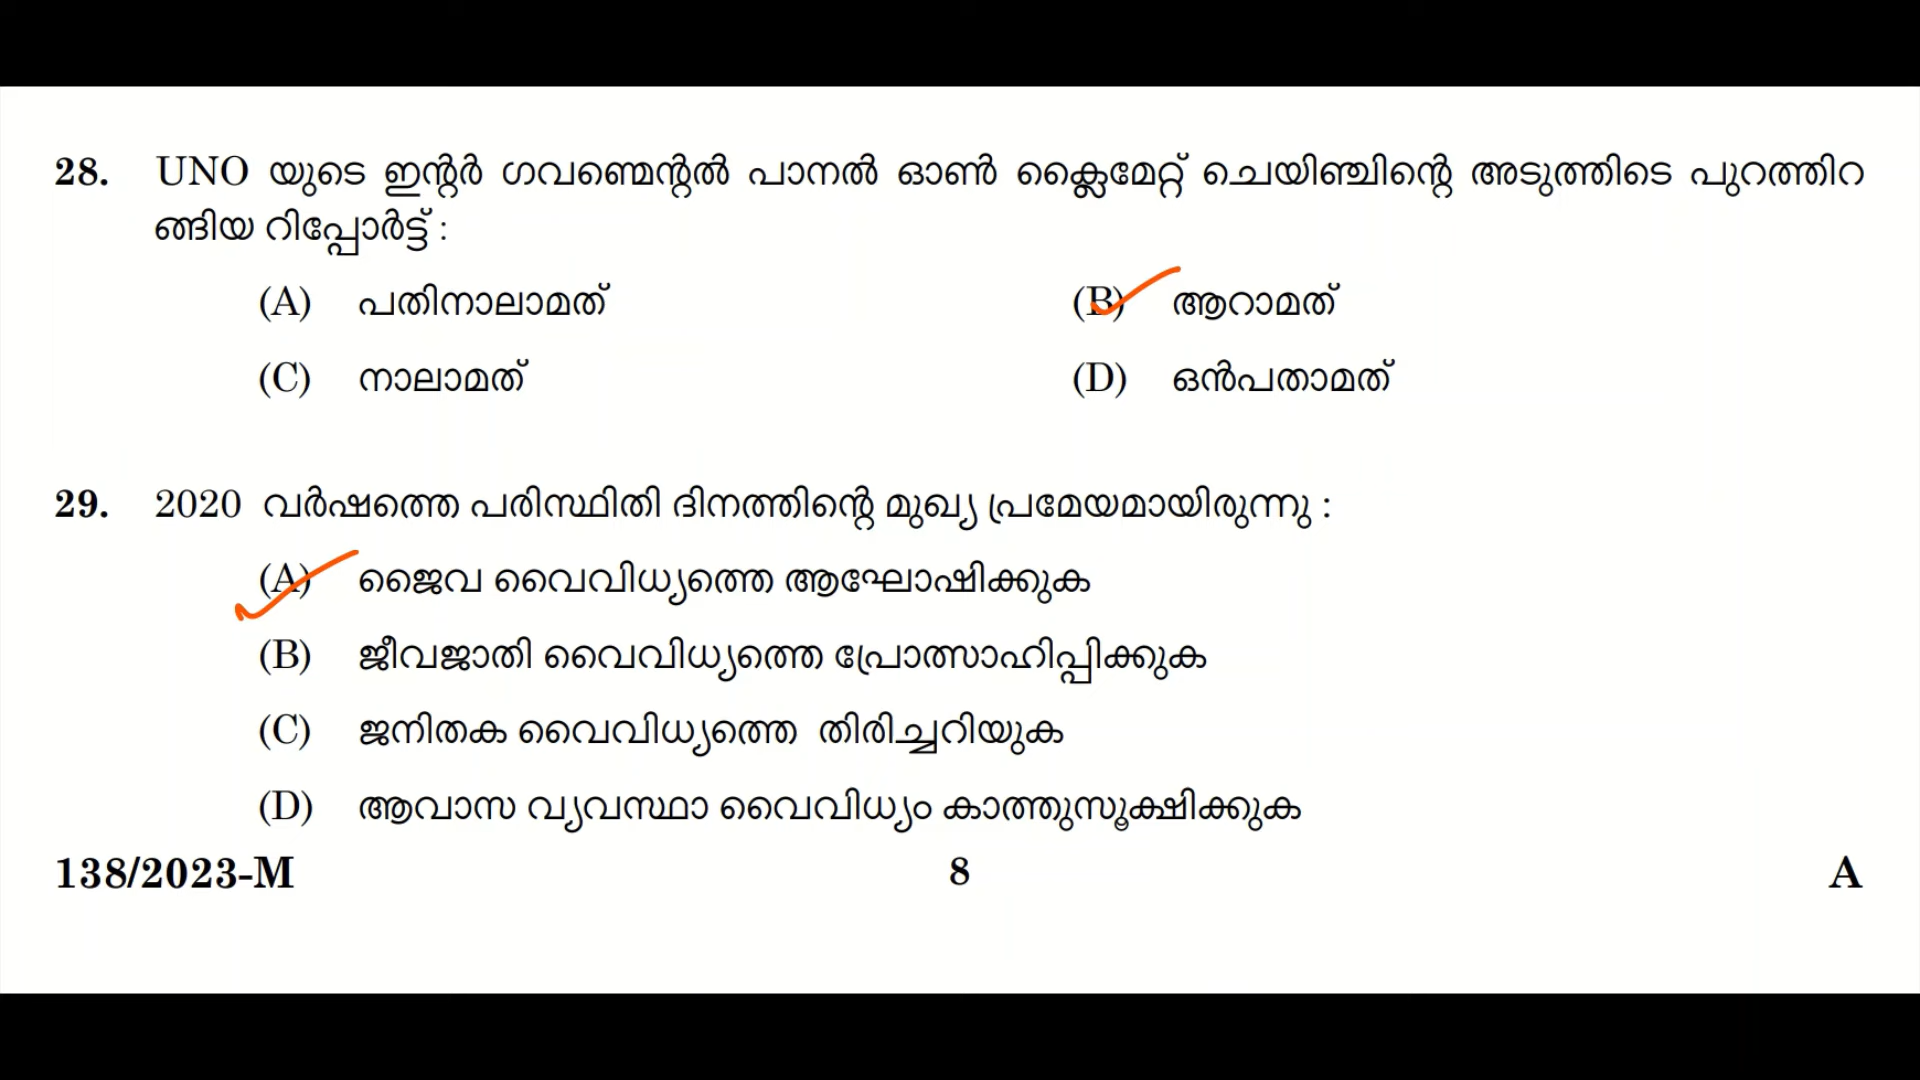 28. UNO യുടെ ഇന്റർ ഗവണ്മെന്റൽ പാനൽ ഓൺ ക്ലൈമേറ്റ് ചെയിഞ്ചിന്റെ അടുത്തിടെ പുറത്തിറ
ങ്ങിയ റിപ്പോർട്ട് :
(A) പതിനാലാമത് (B) ആറാമത്
(C) നാലാമത് (D) ഒൻപതാമത്
29. 2020 വർഷത്തെ പരിസ്ഥിതി ദിനത്തിന്റെ മുഖ്യ പ്രമേയമായിരുന്നു :
(A) ജൈവ വൈവിധ്യത്തെ ആഘോഷിക്കുക
(B) ജീവജാതി വൈവിധ്യത്തെ പ്രോത്സാഹിപ്പിക്കുക
(C) ജനിതക വൈവിധ്യത്തെ തിരിച്ചറിയുക
(D) ആവാസ വ്യവസ്ഥാ വൈവിധ്യം കാത്തുസൂക്ഷിക്കുക
138/2023-M 8 A